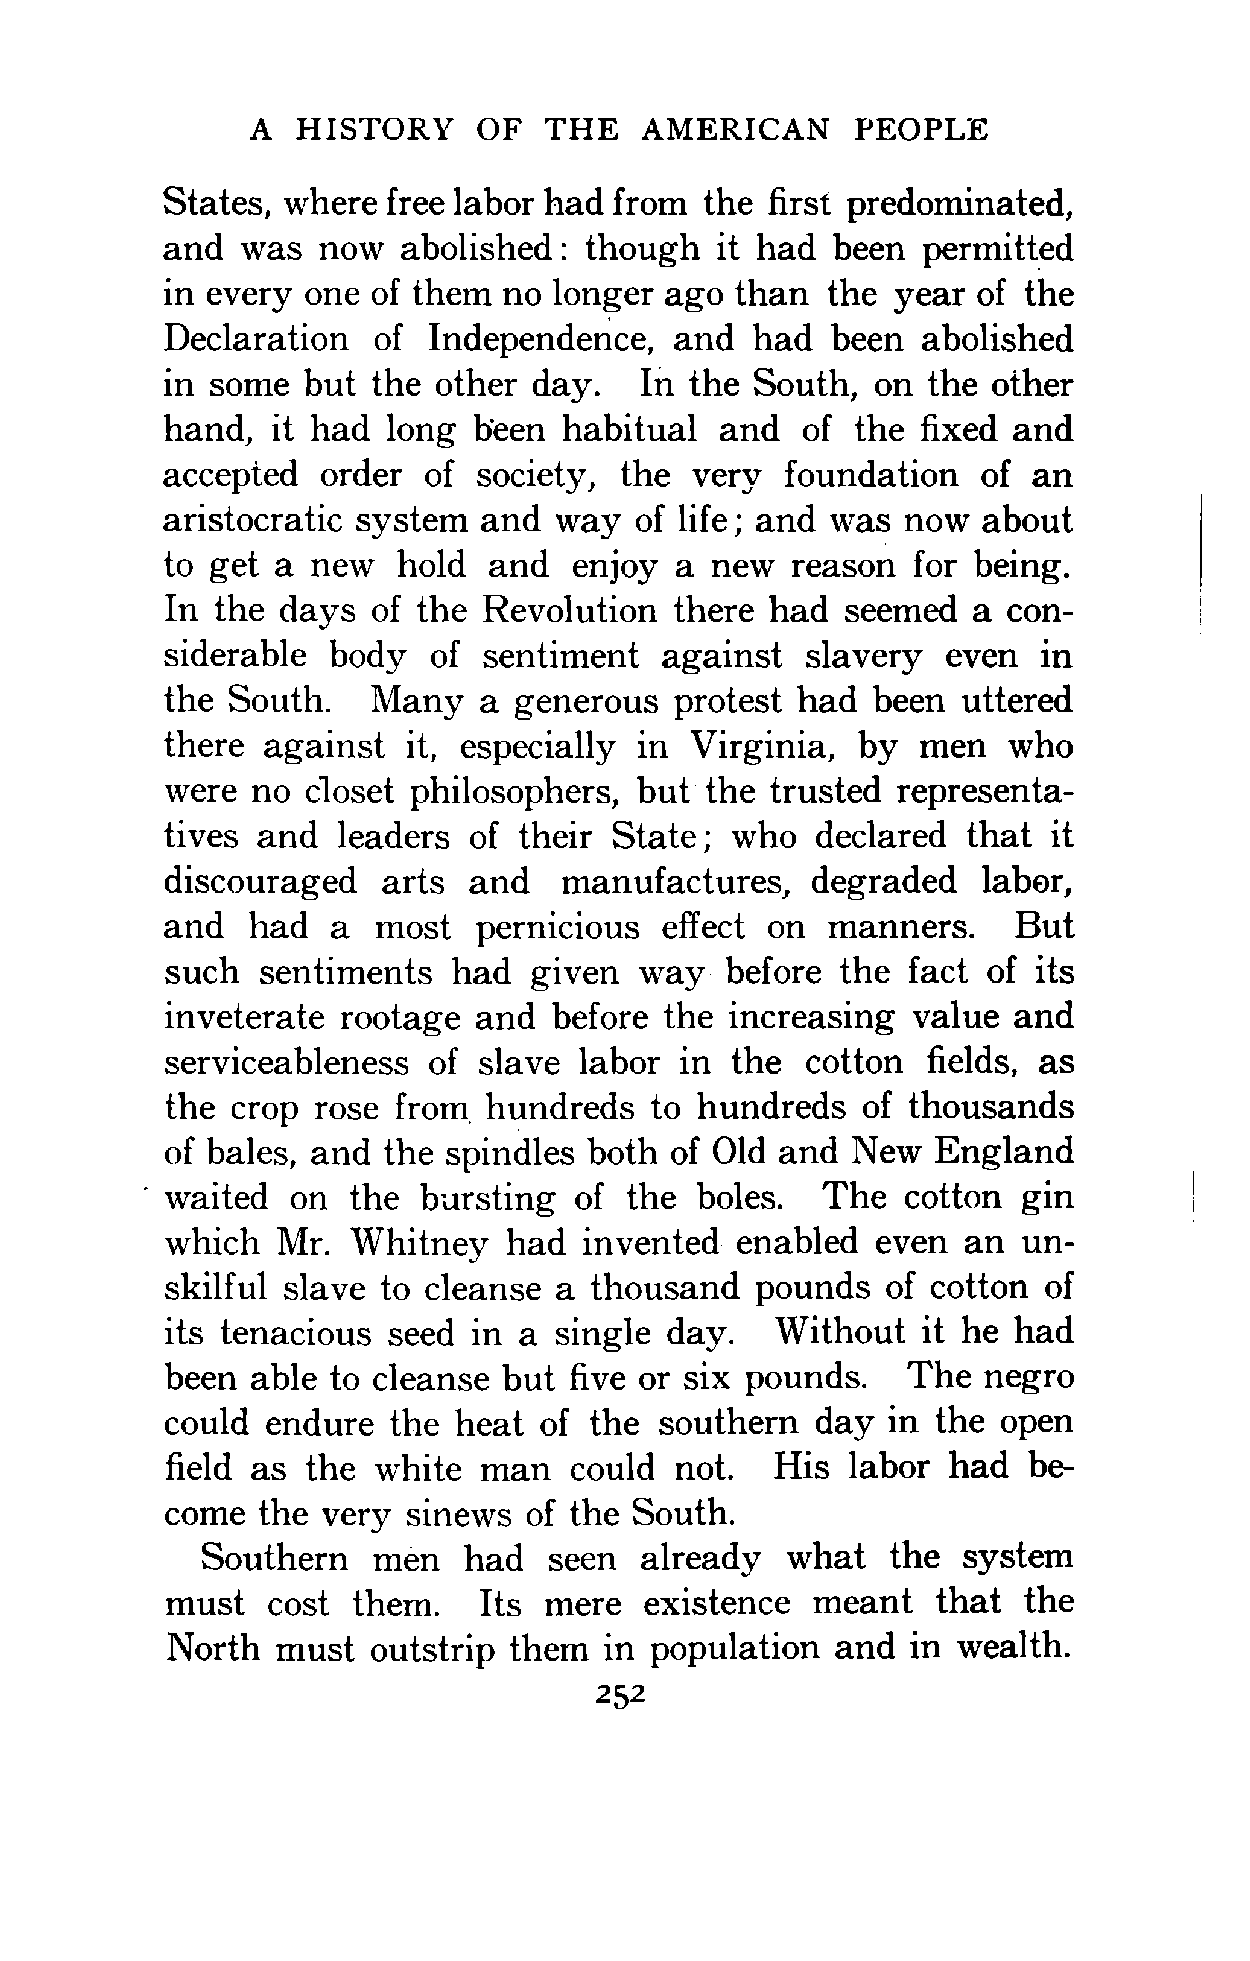 A HISTORY OF THE AMERICAN PEOPLE
States, where free labor had from the first predominated,
and was now abolished: though it had been permitted
in every one of them no longer ago than the year of the
Declaration of Independence, and had been abolished
in some but the other day. In the South, on the other
hand, it had long been habitual and of the fixed and
accepted order of society, the very foundation of an
aristocratic system and way of life; and was now about
to get a new hold and enjoy a new reason for being.
In the days of the Revolution there had seemed a con-
siderable body of sentiment against slavery even in
the South. Many a generous protest had been uttered
there against it, especially in Virginia, by men who
were no closet philosophers, but the trusted representa-
tives and leaders of their State; who declared that it
discouraged arts and manufactures, degraded labor,
and had a most pernicious effect on manners. But
such sentiments had given way before the fact of its
inveterate rootage and before the increasing value and
serviceableness of slave labor in the cotton fields, as
the crop rose from hundreds to hundreds of thousands
of bales, and the spindles both of Old and New England
waited on the bursting of the boles. The cotton gin
which Mr. Whitney had invented enabled even an un-
skilful slave to cleanse a thousand pounds of cotton of
its tenacious seed in a single day. Without it he had
been able to cleanse but five or six pounds. The negro
could endure the heat of the southern day in the open
field as the white man could not. His labor had be-
come the very sinews of the South.
Southern men had seen already what the system
must cost them. Its mere existence meant that the
North must outstrip them in population and in wealth.
252